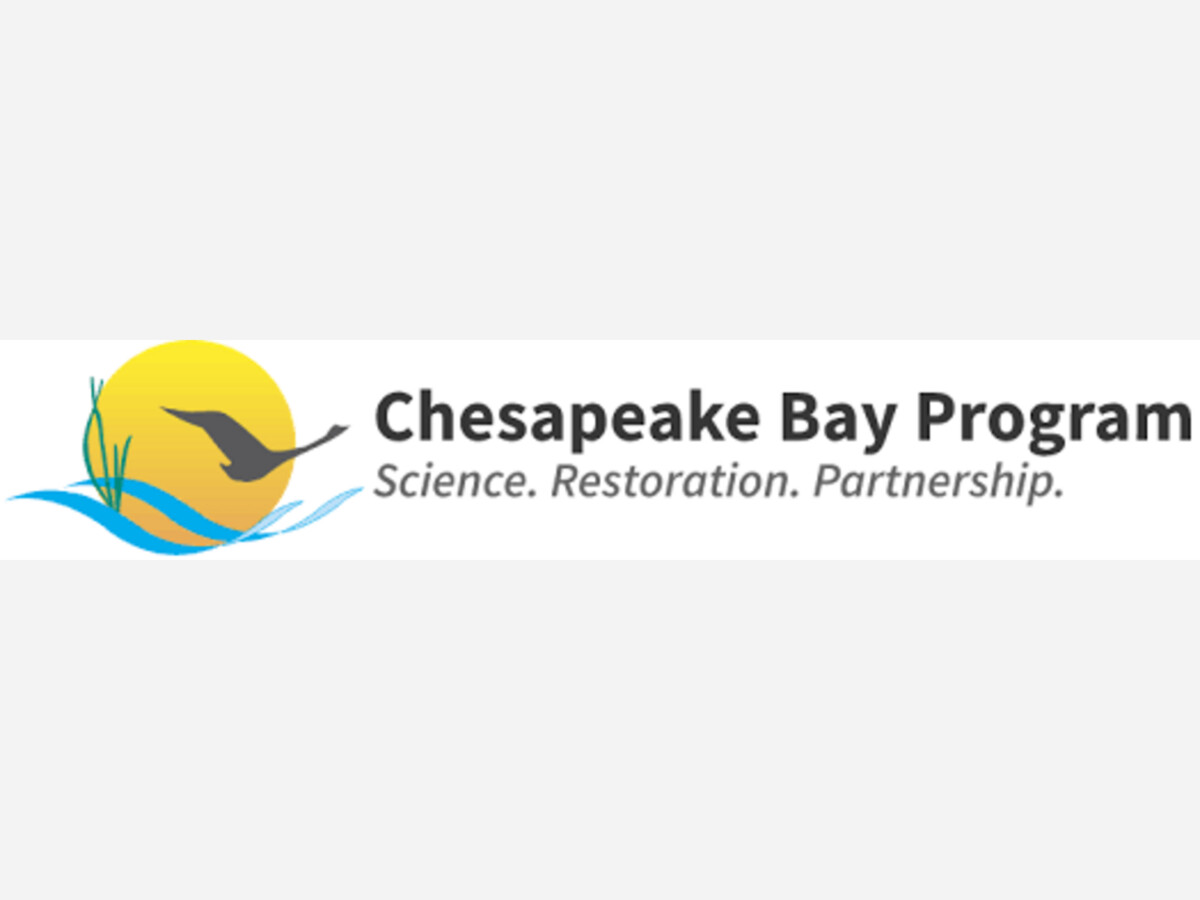 Chesapeake Bay Program
Science. Restoration. Partnership.